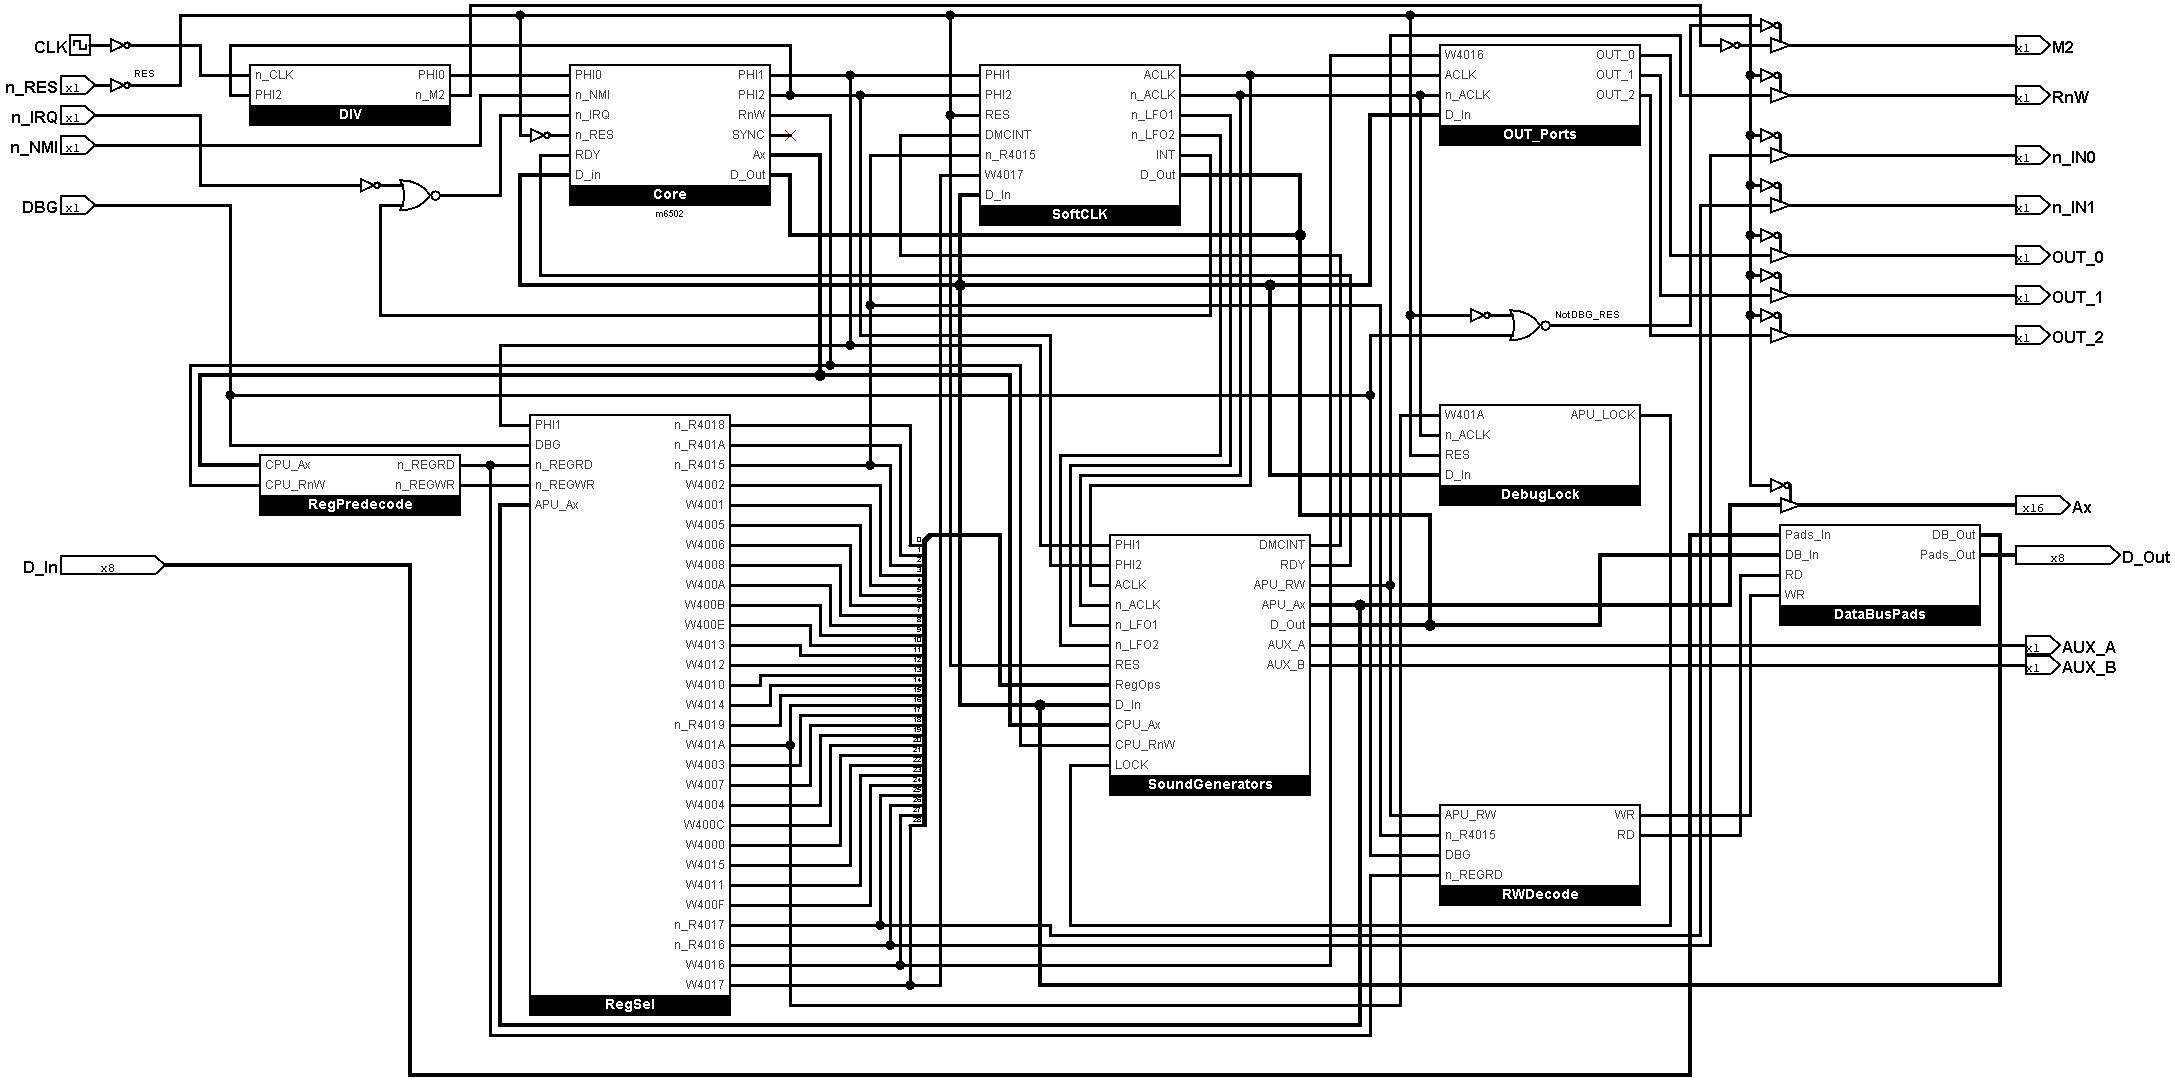 CLK
n_RES x1 RES
n_IRQ x1
n_NMI x1
DBG x1
D_In x8
n_CLK PHI0
PHI2 n_M2
DIV
PHI0 PHI1
n_NMI PHI2
n_IRQ RnW
n_RES SYNC
RDY Ax
D_in D_Out
Core
m6502
PHI1 ACLK
PHI2 n_ACLK
RES n_LFO1
DMCINT n_LFO2
n_R4015 INT
W4017 D_Out
D_In
SoftCLK
W4016 OUT_0
ACLK OUT_1
n_ACLK OUT_2
D_In
OUT_Ports
x1 M2
x1 RnW
x1 n_IN0
x1 n_IN1
x1 OUT_0
x1 OUT_1
x1 OUT_2
NotDBG_RES
CPU_Ax n_REGRD
CPU_RnW n_REGWR
RegPredecode
PHI1 n_R4018
DBG n_R401A
n_REGRD n_R4015
n_REGWR W4002
APU_Ax W4001
W4005
W4006
W4008
W400A
W400B
W400E
W4013
W4012
W4010
W4014
n_R4019
W401A
W4003
W4007
W4004
W400C
W4000
W4015
W4011
W400F
n_R4017
n_R4016
W4016
W4017
RegSel
0
1
2
3
4
5
6
7
8
9
10
11
12
13
14
15
16
17
18
19
20
21
22
23
24
25
26
27
28
PHI1 DMCINT
PHI2 RDY
ACLK APU_RW
n_ACLK APU_Ax
n_LFO1 D_Out
n_LFO2 AUX_A
RES AUX_B
RegOps
D_In
CPU_Ax
CPU_RnW
LOCK
SoundGenerators
W401A APU_LOCK
n_ACLK
RES
D_In
DebugLock
APU_RW WR
n_R4015 RD
DBG
n_REGRD
RWDecode
x16 Ax
Pads_In DB_Out
DB_In Pads_Out
RD
WR
DataBusPads
x8 D_Out
x1 AUX_A
x1 AUX_B